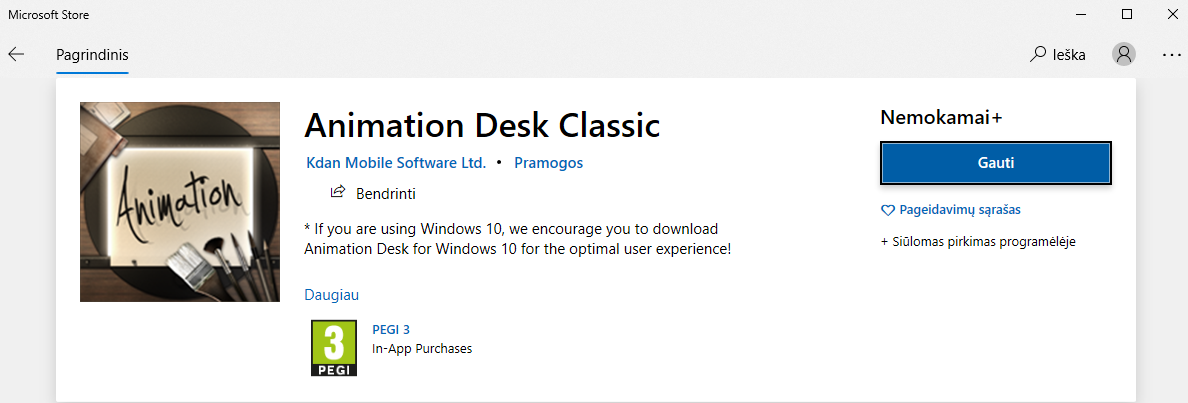 Microsoft Store
Pagrindinis
Ieška
Animation
Animation Desk Classic
Kdan Mobile Software Ltd. • Pramogos
Bendrinti
* If you are using Windows 10, we encourage you to download
Animation Desk for Windows 10 for the optimal user experience!
Daugiau
3
PEGI
PEGI 3
In-App Purchases
Nemokamai+
Gauti
Pageidavimų sąrašas
+ Siūlomas pirkimas programėlėje